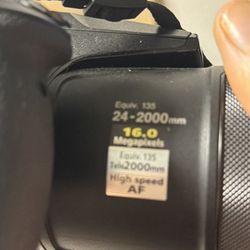 Equiv. 135
24-2000mm
16.0
Megapixels
Equiv. 135
Tele2000mm
High speed
AF